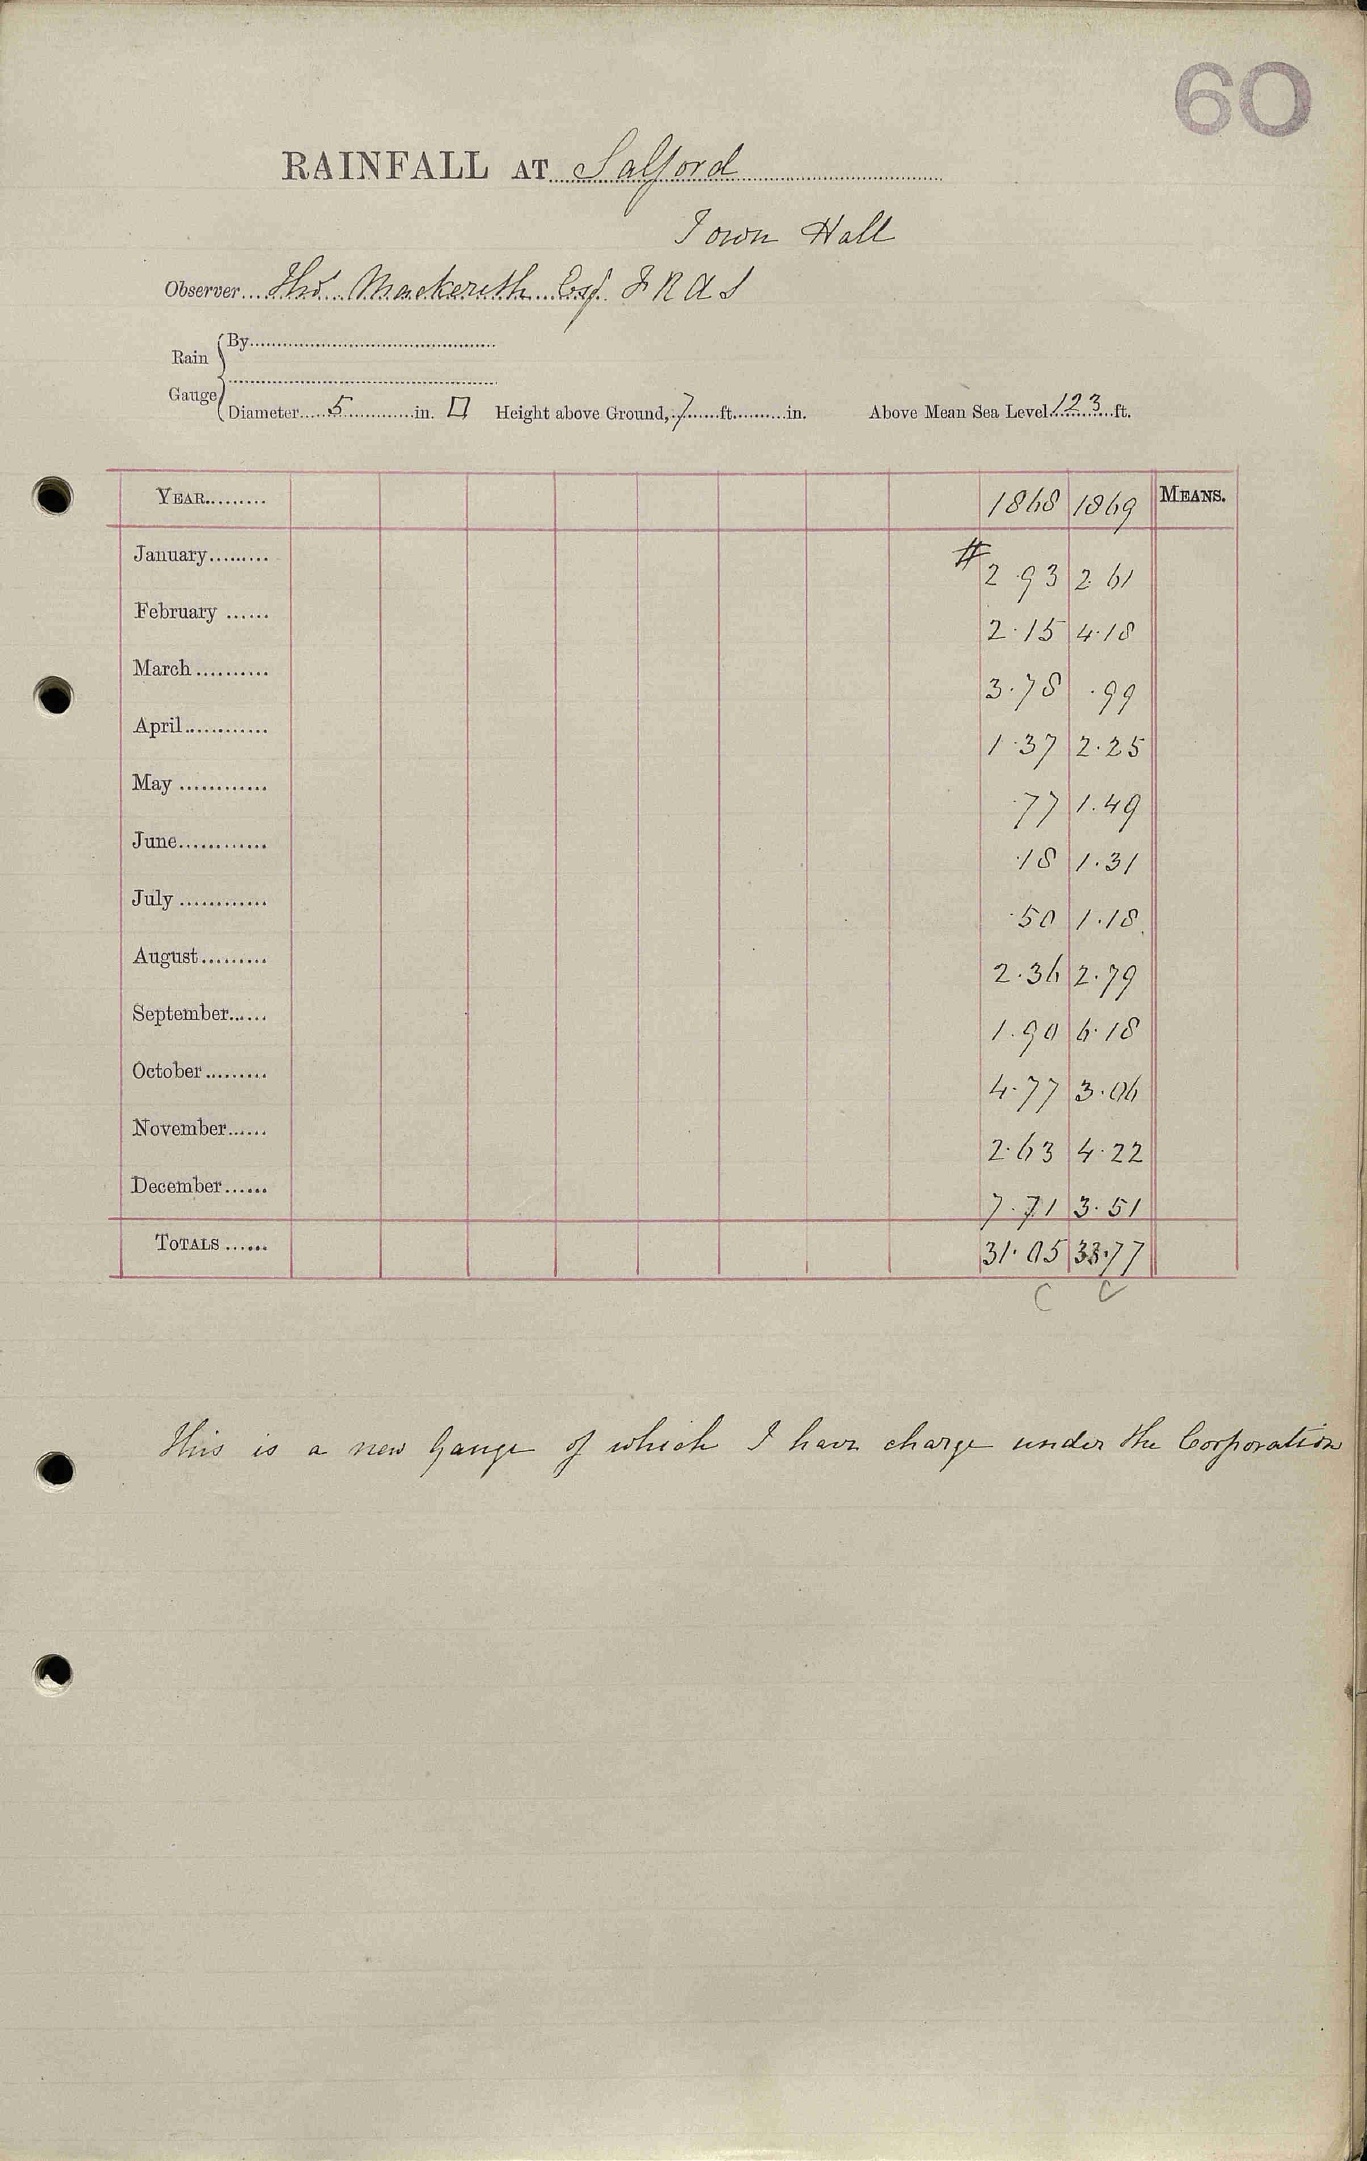 60
RAINFALL AT Salford
Town Hall
Observer Thos Mackereth Esq. F R A S
Rain Gauge { By
Diameter 5 in. □ Height above Ground, 7 ft. in. Above Mean Sea Level 123 ft.
YEAR 1868 1869 MEANS.
January # 2.93 2.61
February 2.15 4.18
March 3.78 .99
April 1.37 2.25
May .77 1.49
June .18 1.31
July .50 1.18
August 2.36 2.79
September 1.90 6.18
October 4.77 3.06
November 2.63 4.22
December 7.71 3.51
TOTALS 31.05 33.77
This is a new Gauge of which I have charge under the Corporation